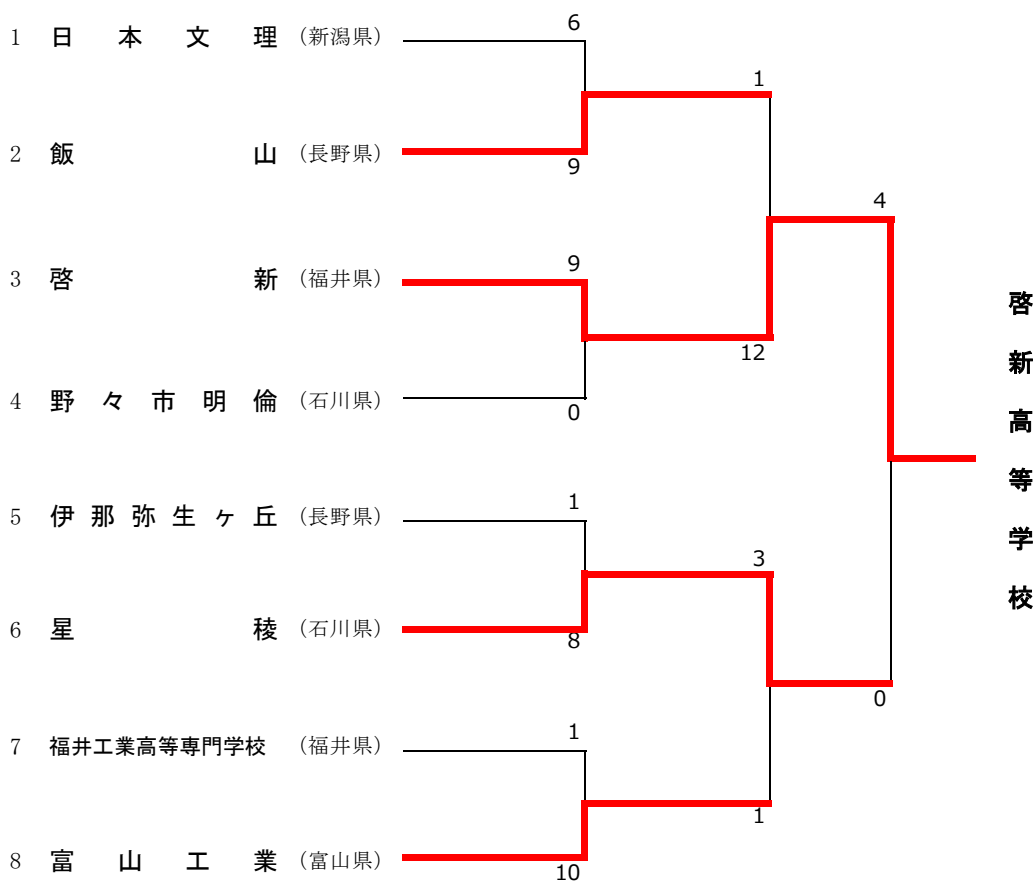 1 日本文理 (新潟県) 6
1
2 飯山 (長野県) 9
4
3 啓新 (福井県) 9
12
4 野々市明倫 (石川県) 0
5 伊那弥生ヶ丘 (長野県) 1
3
6 星稜 (石川県) 8
0
7 福井工業高等専門学校 (福井県) 1
1
8 富山工業 (富山県) 10
啓新高等学校